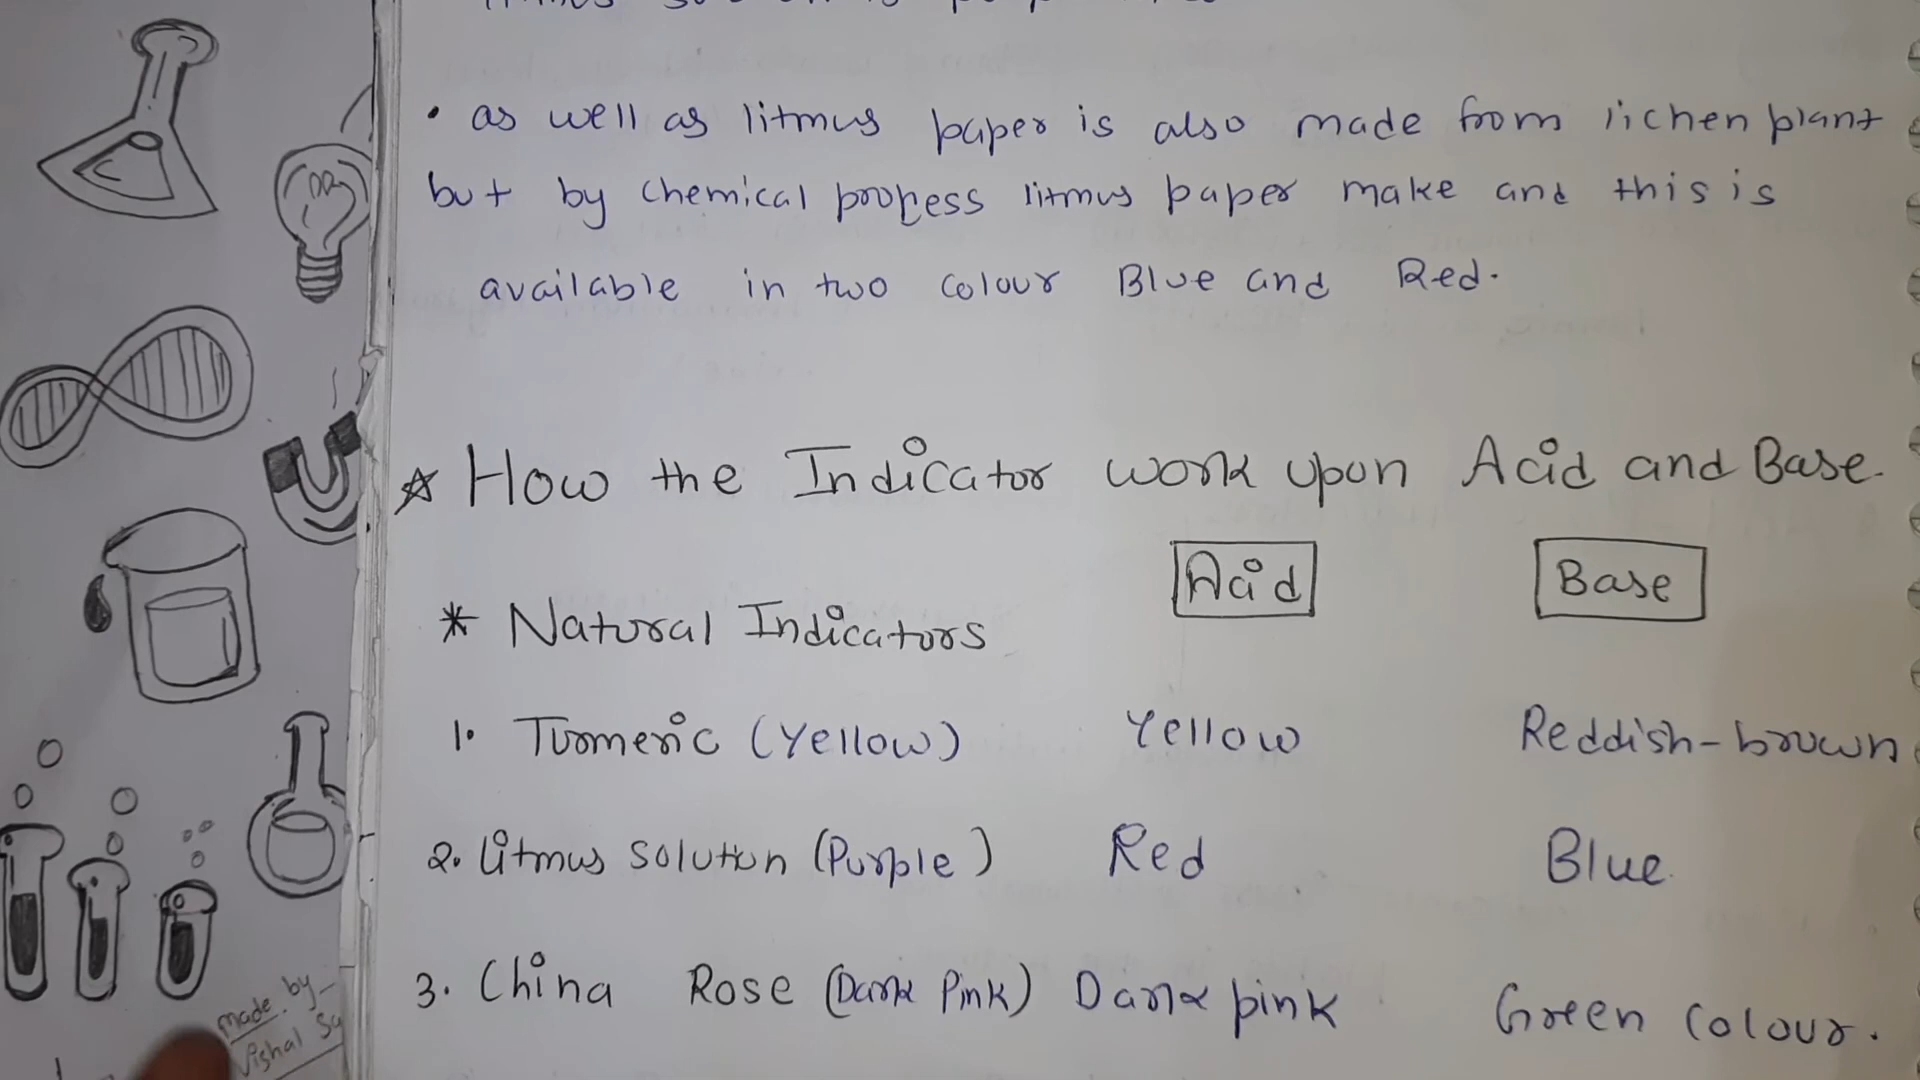 • as well as litmus paper is also made from lichen plant
but by chemical propess litmus paper make and this is
available in two colour Blue and Red.
☆ How the Indicator work upon Acid and Base.
Acid Base
* Natural Indicators
1. Turmeric (Yellow) Yellow Reddish-brown
2. Litmus solution (Purple) Red Blue.
3. China Rose (Dark Pink) Dark pink Green colour.
made by-
Vishal